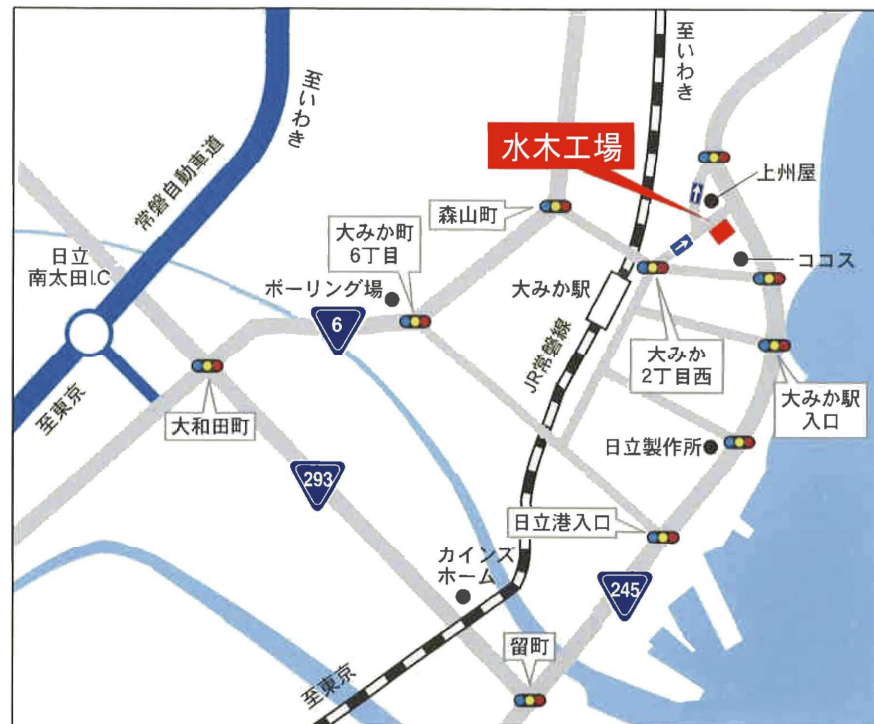 至いわき
至いわき
常磐自動車道
水木工場
上州屋
森山町
大みか町
6丁目
日立
南太田I.C
ボーリング場
大みか駅
ココス
6
JR常磐線
大みか
2丁目西
大みか駅
入口
至東京
大和田町
日立製作所
293
日立港入口
カインズ
ホーム
245
留町
至東京